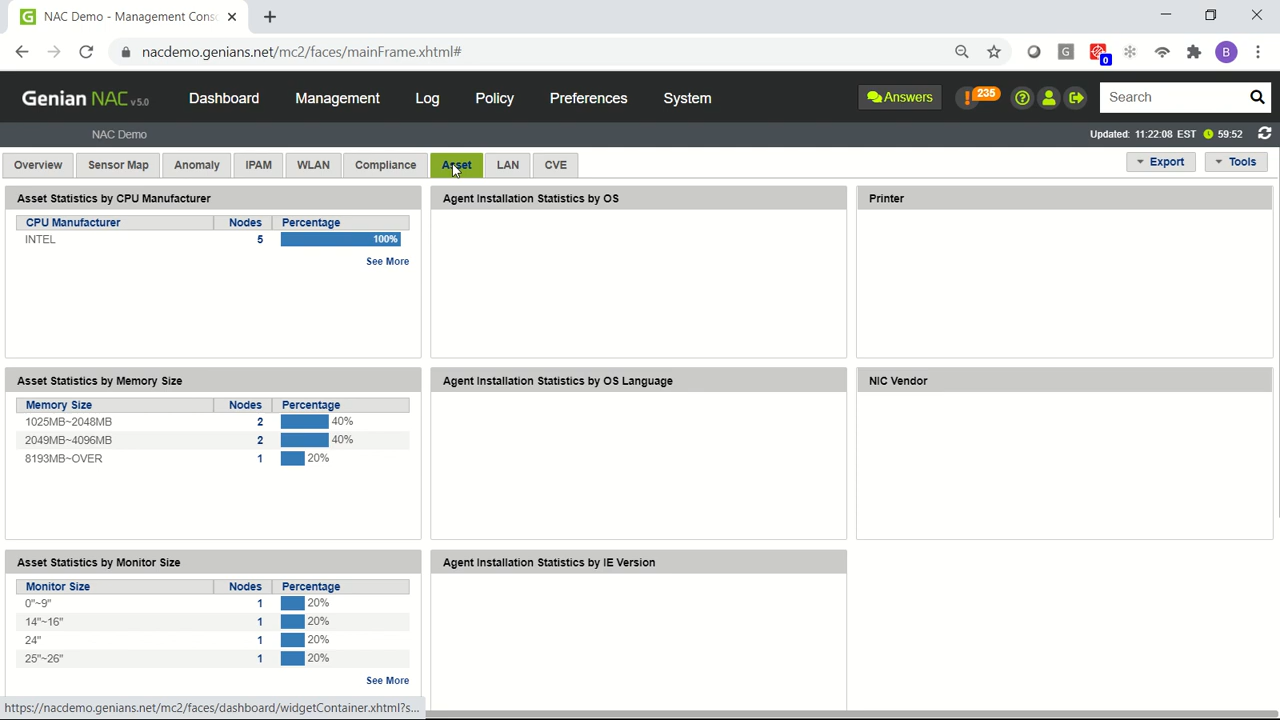 NAC Demo - Management Cons
nacdemo.genians.net/mc2/faces/mainFrame.xhtml#
G
0
B
Genian NAC v5.0
Dashboard
Management
Log
Policy
Preferences
System
Answers
235
Search
NAC Demo
Updated: 11:22:08 EST
59:52
Overview
Sensor Map
Anomaly
IPAM
WLAN
Compliance
Asset
LAN
CVE
Export
Tools
Asset Statistics by CPU Manufacturer
CPU Manufacturer Nodes Percentage
INTEL 5 100%
See More
Agent Installation Statistics by OS
Printer
Asset Statistics by Memory Size
Memory Size Nodes Percentage
1025MB~2048MB 2 40%
2049MB~4096MB 2 40%
8193MB~OVER 1 20%
Agent Installation Statistics by OS Language
NIC Vendor
Asset Statistics by Monitor Size
Monitor Size Nodes Percentage
0"~9" 1 20%
14"~16" 1 20%
24" 1 20%
25"~26" 1 20%
See More
Agent Installation Statistics by IE Version
https://nacdemo.genians.net/mc2/faces/dashboard/widgetContainer.xhtml?s...